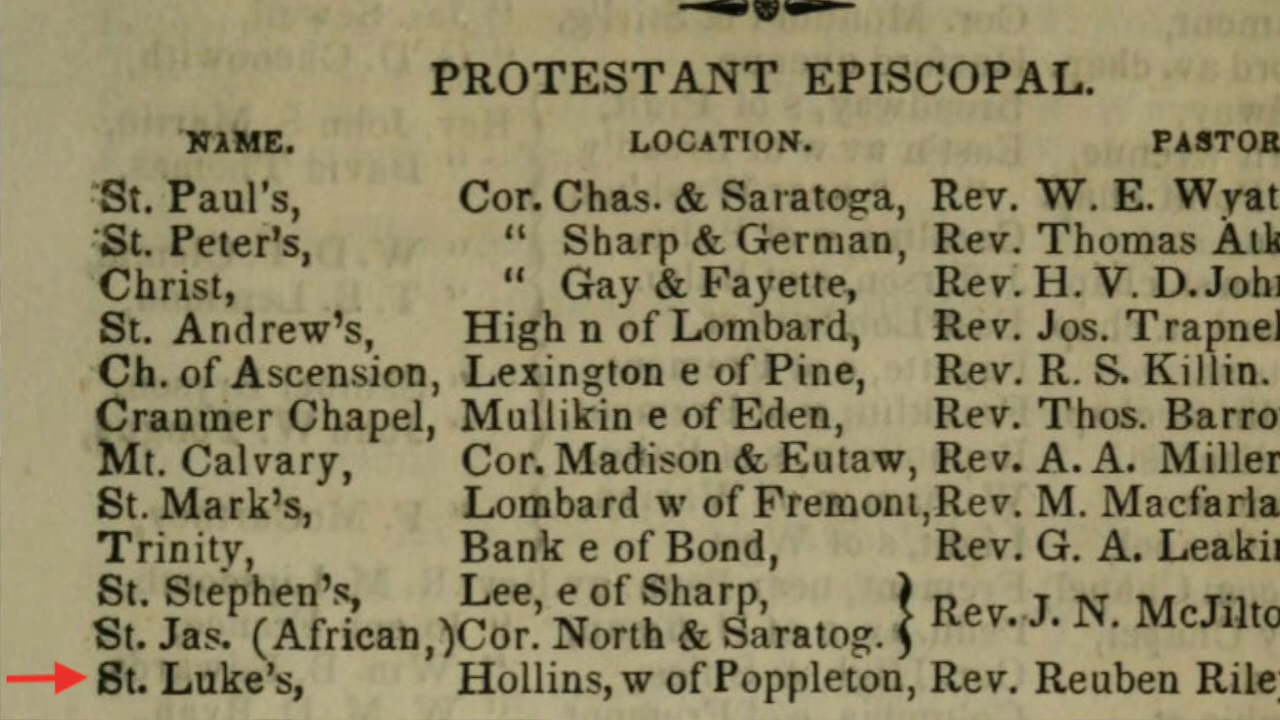 PROTESTANT EPISCOPAL.
NAME. LOCATION. PASTOR
St. Paul's, Cor. Chas. & Saratoga, Rev. W. E. Wyat
St. Peter's, “ Sharp & German, Rev. Thomas Atk
Christ, “ Gay & Fayette, Rev. H. V. D. John
St. Andrew's, High n of Lombard, Rev. Jos. Trapnel
Ch. of Ascension, Lexington e of Pine, Rev. R. S. Killin.
Cranmer Chapel, Mullikin e of Eden, Rev. Thos. Barro
Mt. Calvary, Cor. Madison & Eutaw, Rev. A. A. Miller
St. Mark's, Lombard w of Fremont, Rev. M. Macfarla
Trinity, Bank e of Bond, Rev. G. A. Leakin
St. Stephen's, Lee, e of Sharp,
St. Jas. (African,) Cor. North & Saratog. } Rev. J. N. McJilto
St. Luke's, Hollins, w of Poppleton, Rev. Reuben Riley